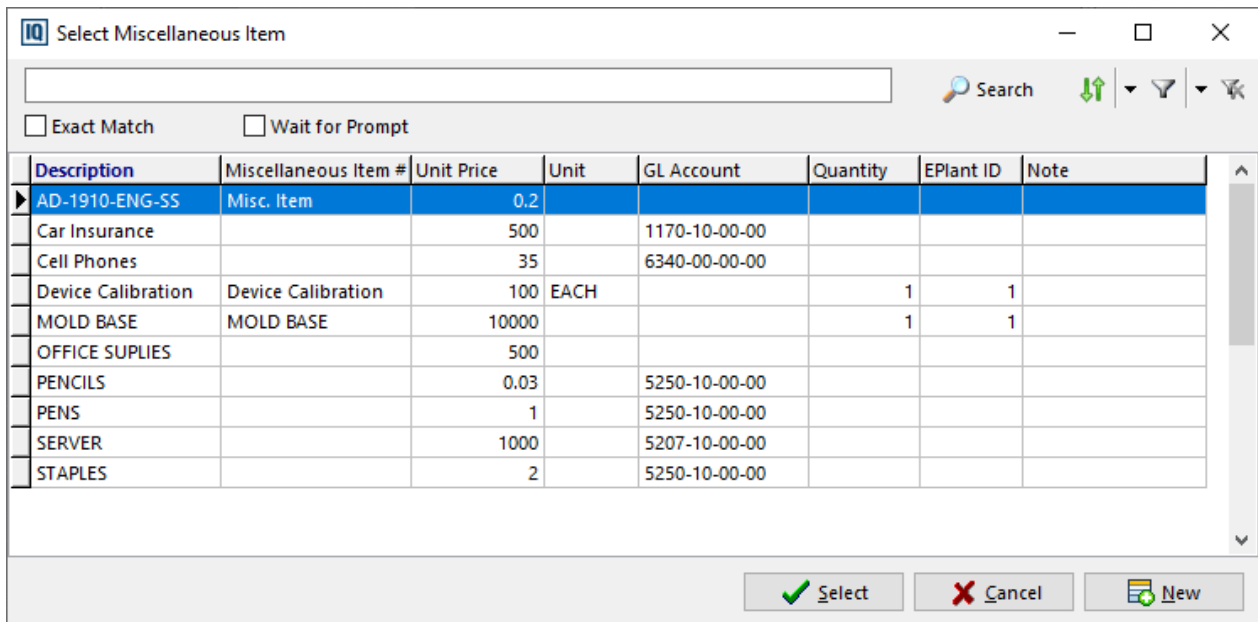 IQ Select Miscellaneous Item
Search
Exact Match Wait for Prompt
Description Miscellaneous Item # Unit Price Unit GL Account Quantity EPlant ID Note
AD-1910-ENG-SS Misc. Item 0.2
Car Insurance 500 1170-10-00-00
Cell Phones 35 6340-00-00-00
Device Calibration Device Calibration 100 EACH 1 1
MOLD BASE MOLD BASE 10000 1 1
OFFICE SUPLIES 500
PENCILS 0.03 5250-10-00-00
PENS 1 5250-10-00-00
SERVER 1000 5207-10-00-00
STAPLES 2 5250-10-00-00
Select Cancel New